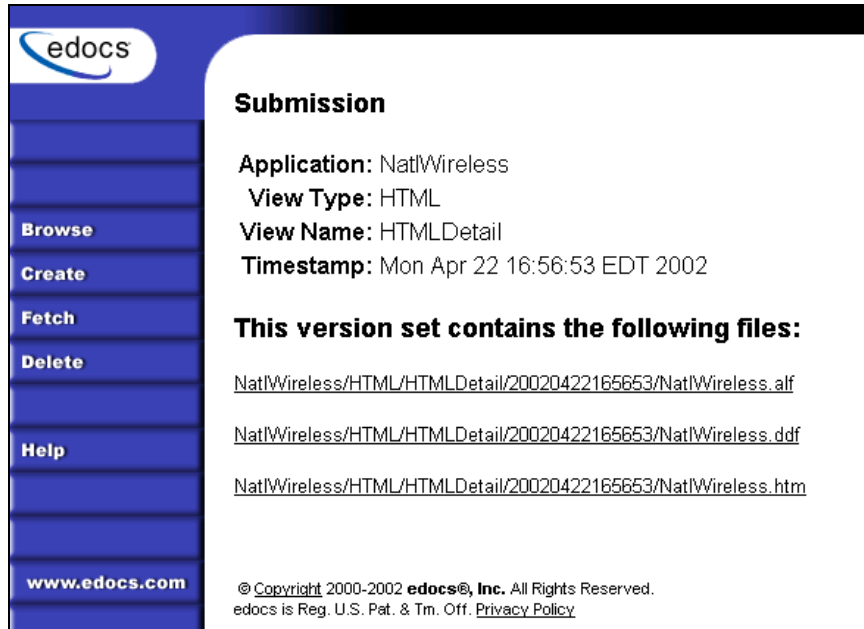 edocs
Submission
Application: NatlWireless
View Type: HTML
View Name: HTMLDetail
Timestamp: Mon Apr 22 16:56:53 EDT 2002
Browse
Create
Fetch
Delete
Help
www.edocs.com
This version set contains the following files:
NatlWireless/HTML/HTMLDetail/20020422165653/NatlWireless.alf
NatlWireless/HTML/HTMLDetail/20020422165653/NatlWireless.ddf
NatlWireless/HTML/HTMLDetail/20020422165653/NatlWireless.htm
© Copyright 2000-2002 edocs®, Inc. All Rights Reserved.
edocs is Reg. U.S. Pat. & Tm. Off. Privacy Policy